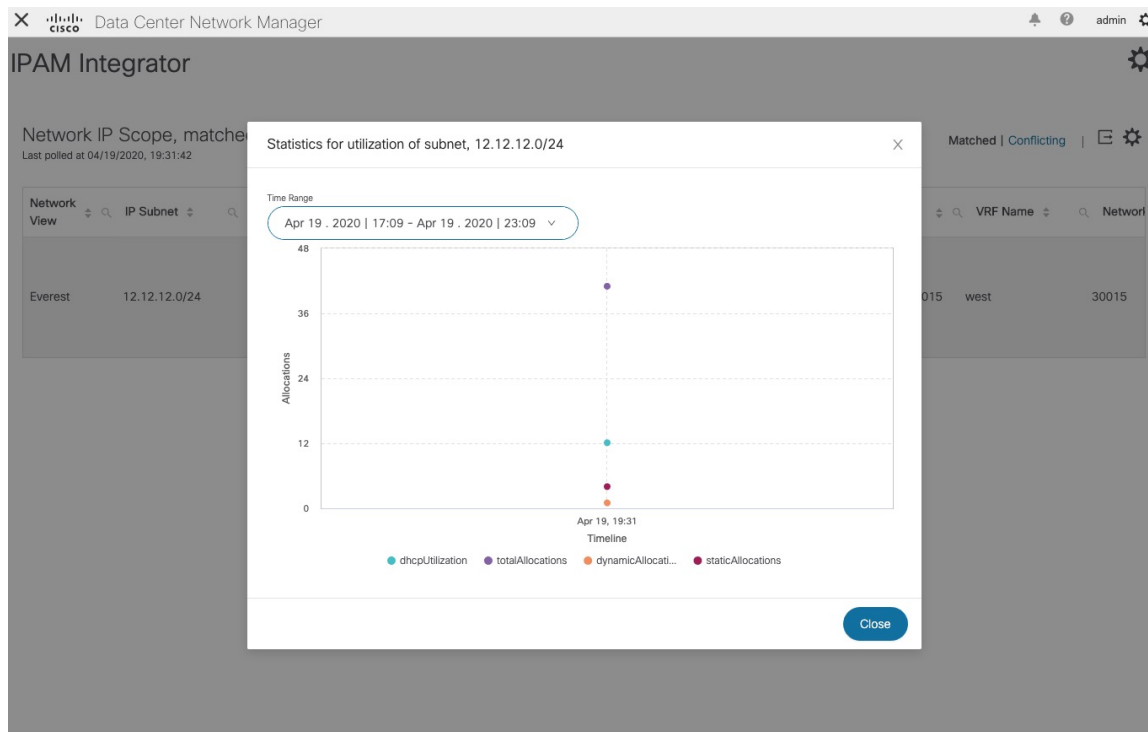 cisco Data Center Network Manager admin
IPAM Integrator
Network IP Scope, matche
Last polled at 04/19/2020, 19:31:42
Matched | Conflicting |
Network View IP Subnet VRF Name Network
Everest 12.12.12.0/24 015 west 30015
Statistics for utilization of subnet, 12.12.12.0/24
Time Range
Apr 19 . 2020 | 17:09 - Apr 19 . 2020 | 23:09
48
36
24
12
0
Allocations
Apr 19, 19:31
Timeline
dhcpUtilization totalAllocations dynamicAllocati... staticAllocations
Close